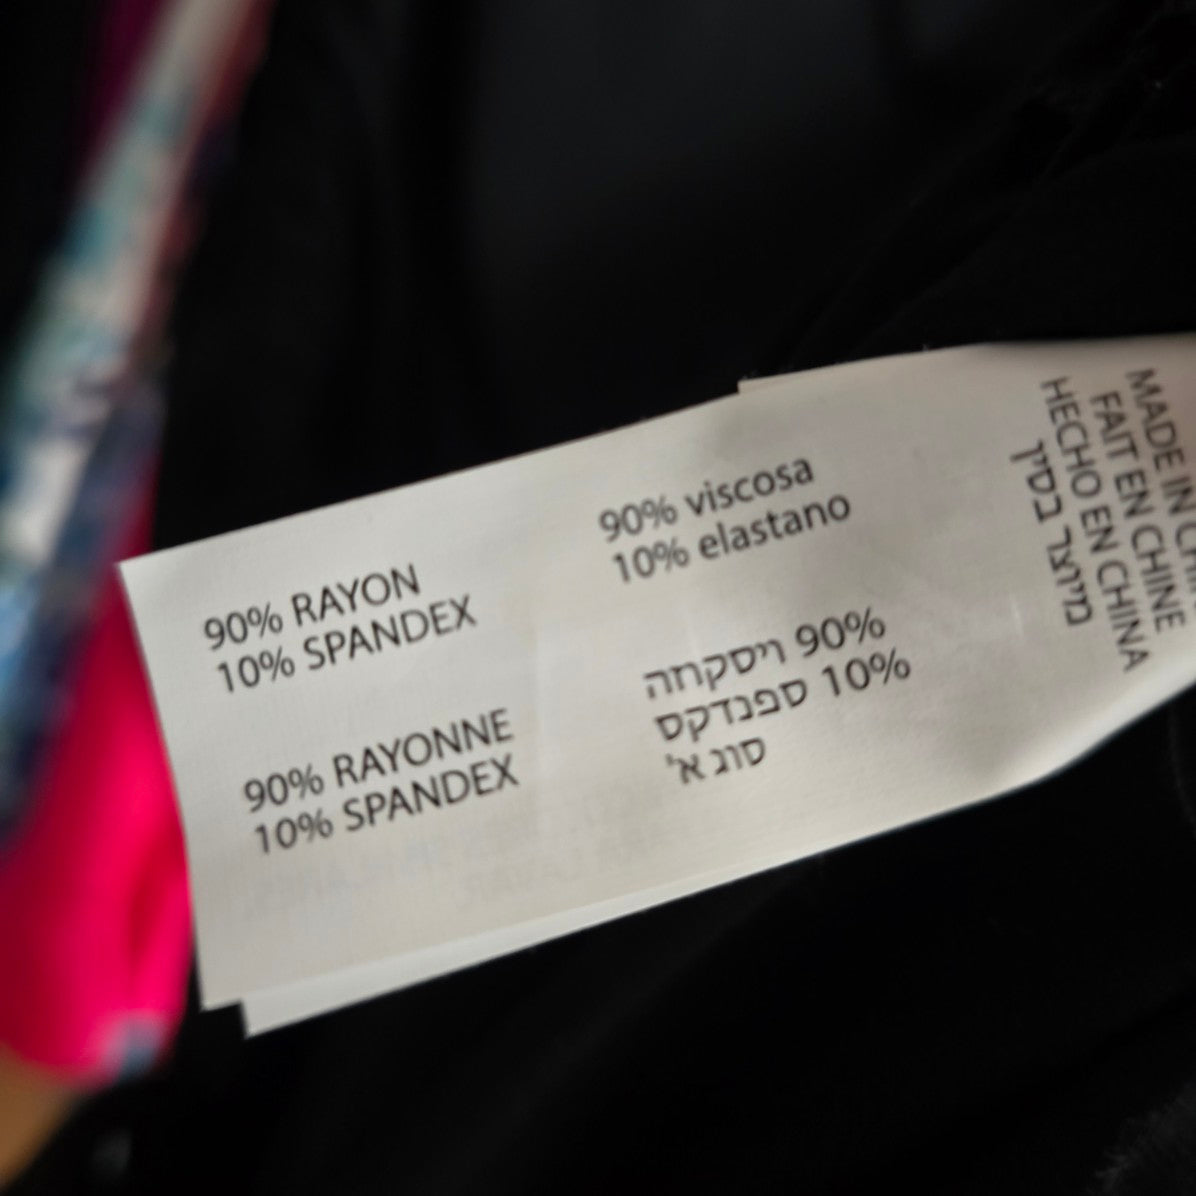 90% RAYON
10% SPANDEX
90% RAYONNE
10% SPANDEX
90% viscosa
10% elastano
90% ויסקחה
10% ספנדקס
סוג א'
MADE IN
FAIT EN CHINE
HECHO EN CHINA
מיוצר בסין